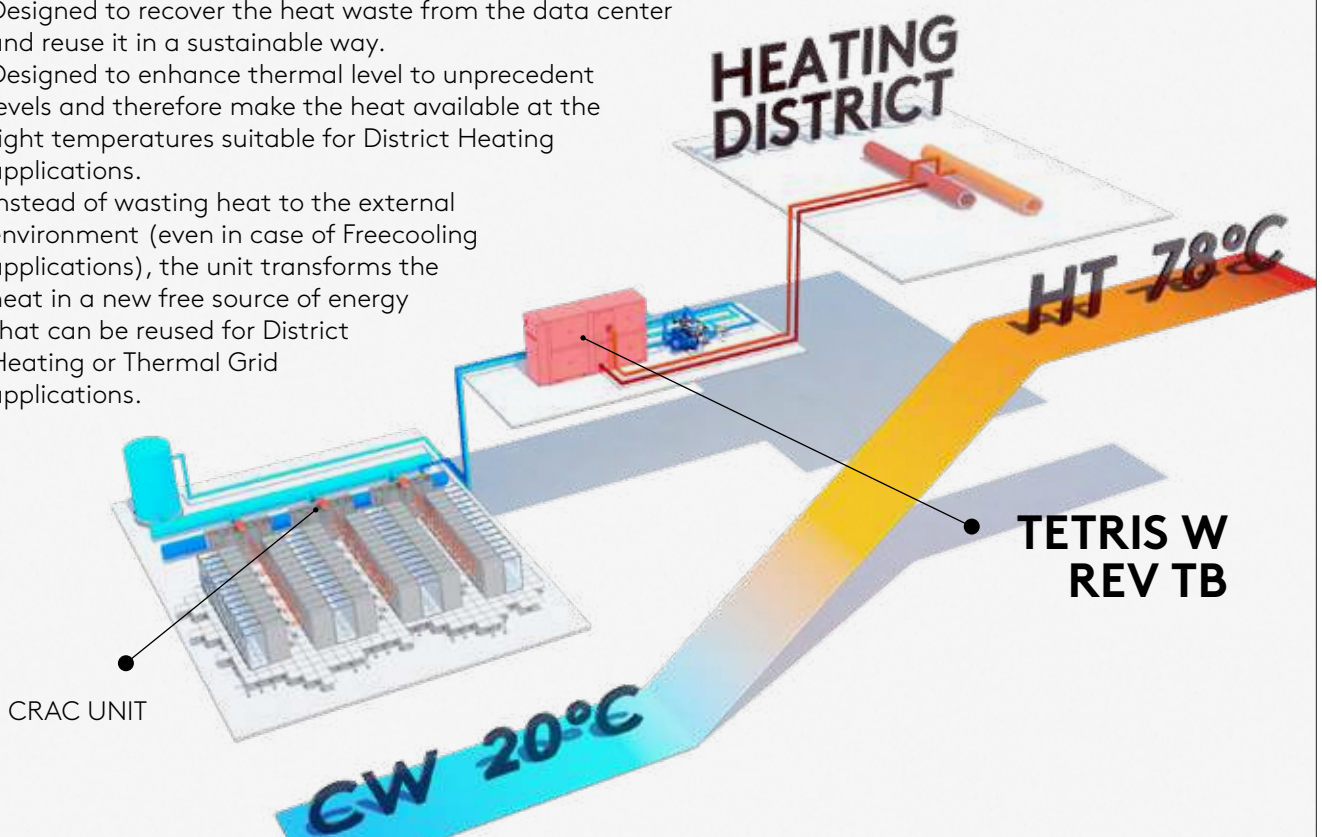 Designed to recover the heat waste from the data center
and reuse it in a sustainable way.
Designed to enhance thermal level to unprecedent
levels and therefore make the heat available at the
right temperatures suitable for District Heating
applications.
Instead of wasting heat to the external
environment (even in case of Freecooling
applications), the unit transforms the
heat in a new free source of energy
that can be reused for District
Heating or Thermal Grid
applications.
HEATING
DISTRICT
HT 78°C
TETRIS W
REV TB
CRAC UNIT
CW 20°C